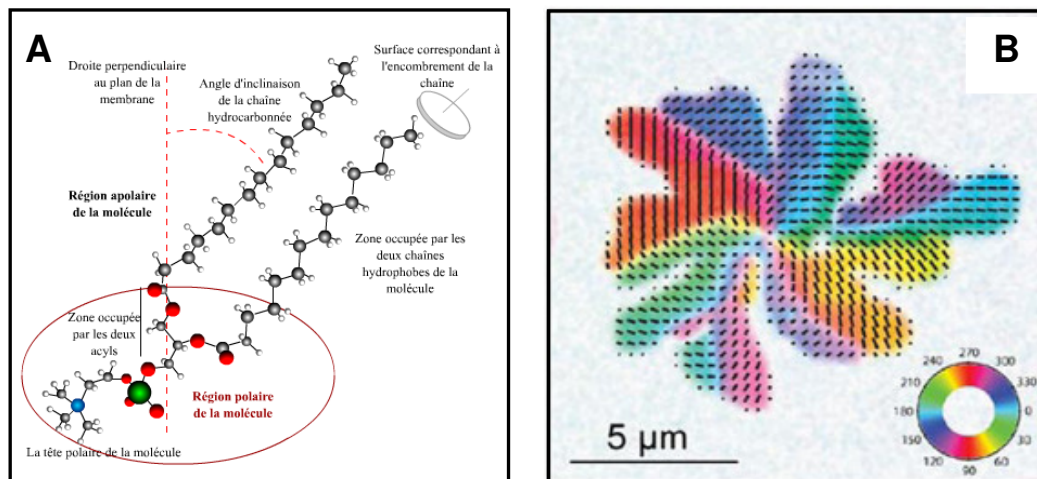 A
Droite perpendiculaire
au plan de la
membrane
Angle d'inclinaison
de la chaîne
hydrocarbonnée
Surface correspondant à
l'encombrement de la
chaîne
Région apolaire
de la molécule
Zone occupée par les
deux chaînes
hydrophobes de la
molécule
Zone occupée
par les deux
acyls
Région polaire
de la molécule
La tête polaire de la molécule
B
5 µm
270
240
300
210
330
180
0
150
30
120
60
90